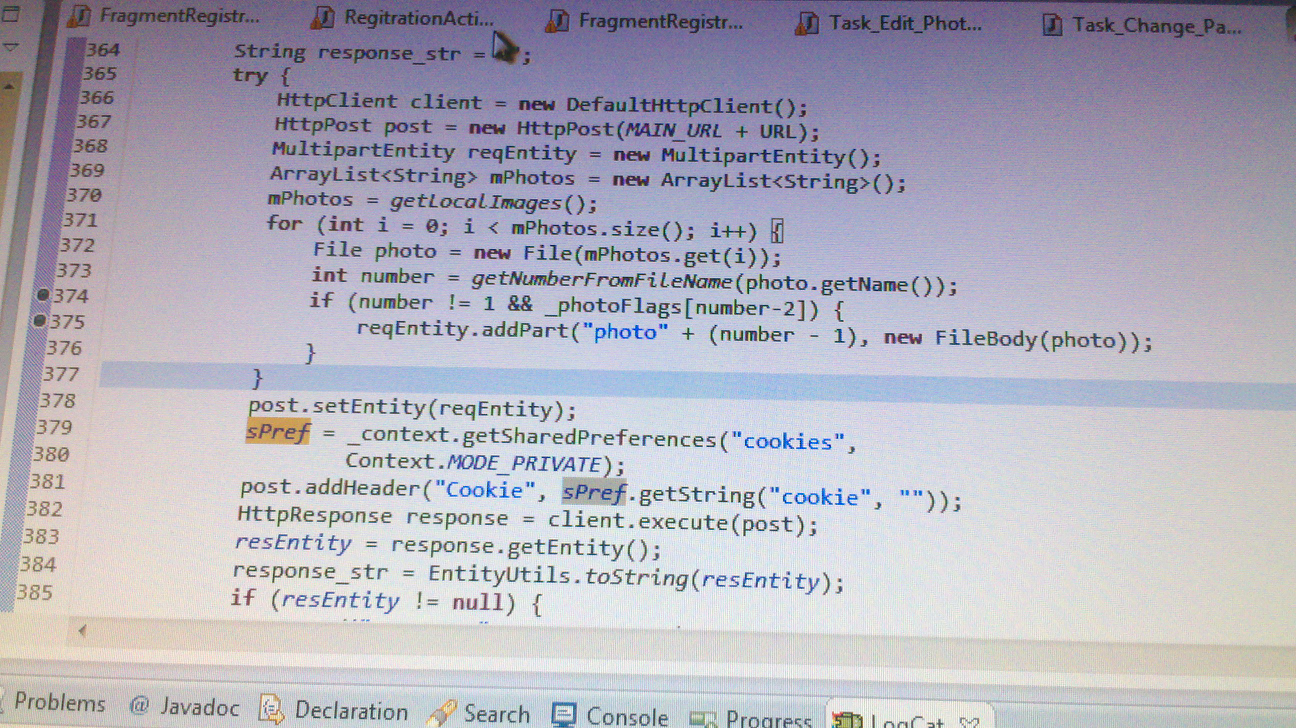 FragmentRegistr... RegitrationActi... FragmentRegistr... Task_Edit_Phot... Task_Change_Pa...
364 String response_str = ;
365 try {
366 HttpClient client = new DefaultHttpClient();
367 HttpPost post = new HttpPost(MAIN_URL + URL);
368 MultipartEntity reqEntity = new MultipartEntity();
369 ArrayList<String> mPhotos = new ArrayList<String>();
370 mPhotos = getLocalImages();
371 for (int i = 0; i < mPhotos.size(); i++) {
372 File photo = new File(mPhotos.get(i));
373 int number = getNumberFromFileName(photo.getName());
374 if (number != 1 && _photoFlags[number-2]) {
375 reqEntity.addPart("photo" + (number - 1), new FileBody(photo));
376 }
377 }
378 post.setEntity(reqEntity);
379 sPref = _context.getSharedPreferences("cookies",
380 Context.MODE_PRIVATE);
381 post.addHeader("Cookie", sPref.getString("cookie", ""));
382 HttpResponse response = client.execute(post);
383 resEntity = response.getEntity();
384 response_str = EntityUtils.toString(resEntity);
385 if (resEntity != null) {
Problems @ Javadoc Declaration Search Console Progress LogCat